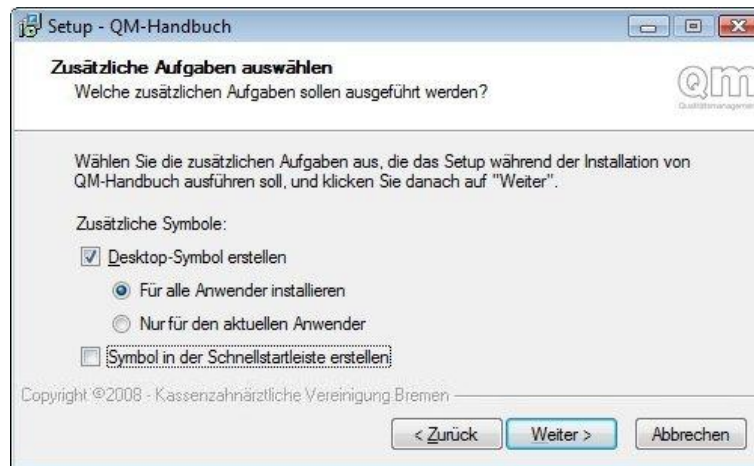 Setup - QM-Handbuch
Zusätzliche Aufgaben auswählen
Welche zusätzlichen Aufgaben sollen ausgeführt werden?
qm
Qualitätsmanagement
Wählen Sie die zusätzlichen Aufgaben aus, die das Setup während der Installation von
QM-Handbuch ausführen soll, und klicken Sie danach auf "Weiter".
Zusätzliche Symbole:
Desktop-Symbol erstellen
Für alle Anwender installieren
Nur für den aktuellen Anwender
Symbol in der Schnellstartleiste erstellen
Copyright ©2008 - Kassenzahnärztliche Vereinigung Bremen
< Zurück Weiter > Abbrechen